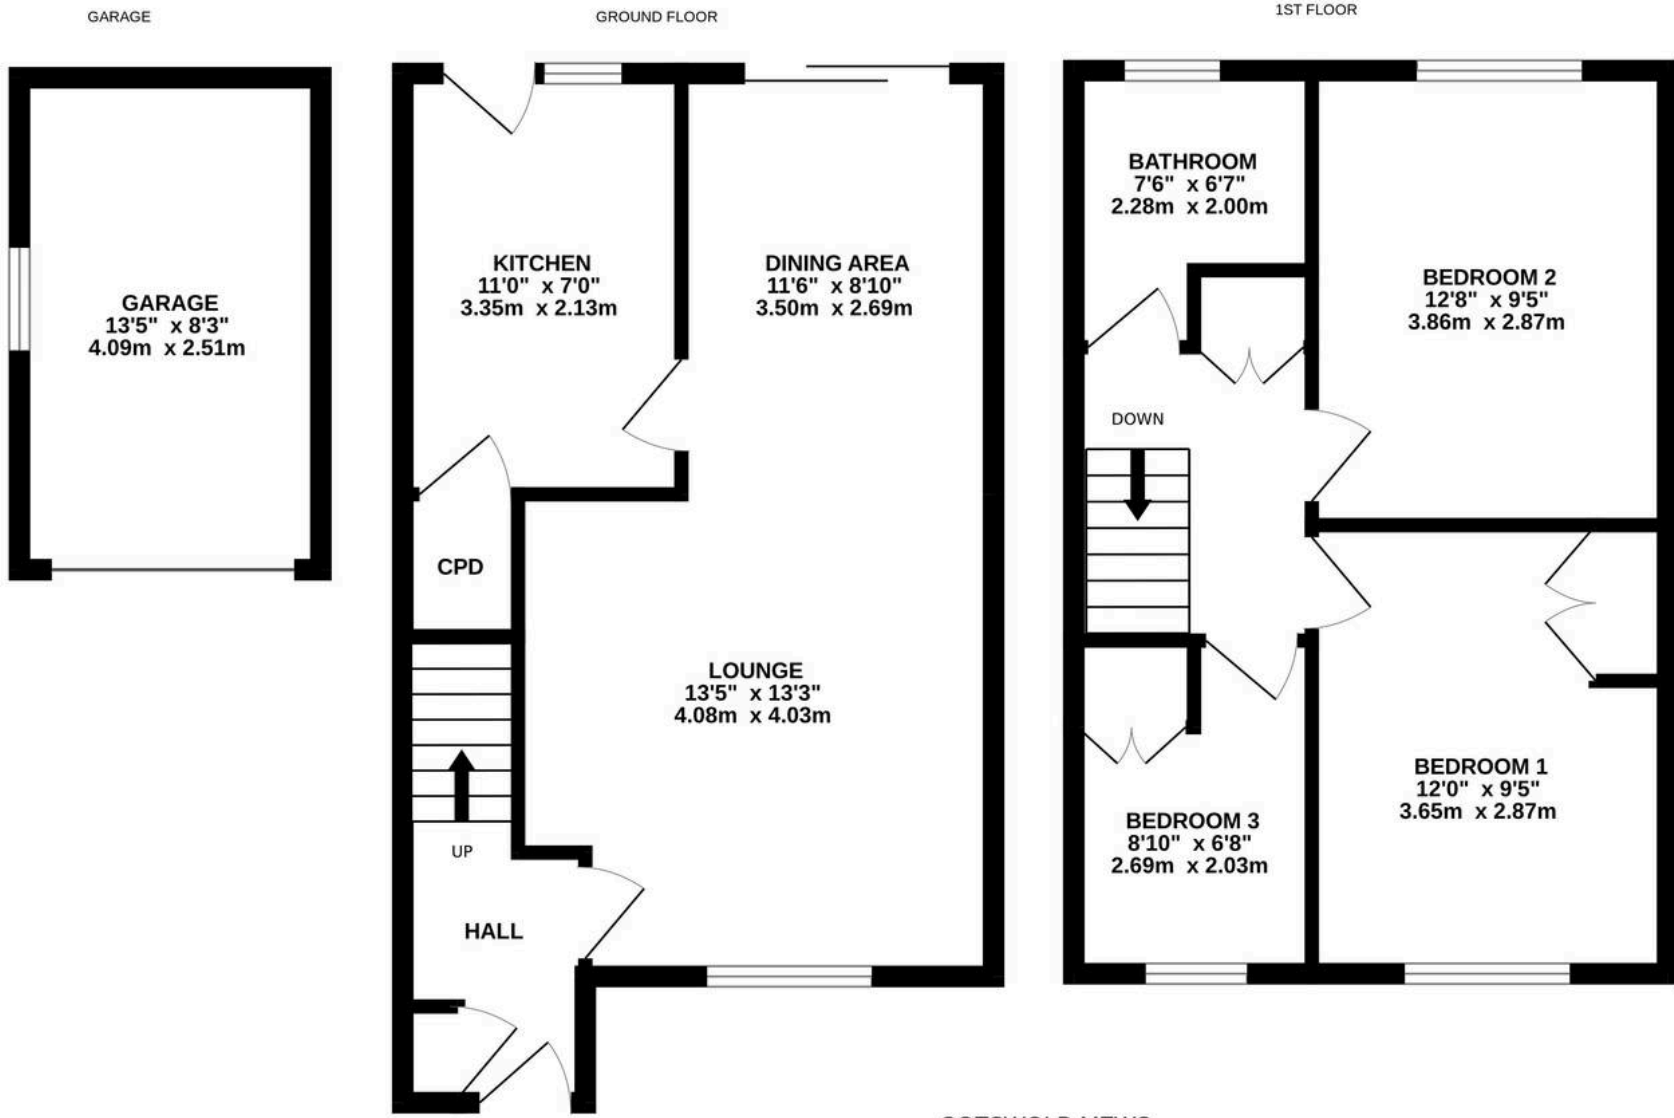 GARAGE
GROUND FLOOR
1ST FLOOR
GARAGE
13'5" x 8'3"
4.09m x 2.51m
KITCHEN
11'0" x 7'0"
3.35m x 2.13m
DINING AREA
11'6" x 8'10"
3.50m x 2.69m
CPD
LOUNGE
13'5" x 13'3"
4.08m x 4.03m
UP
HALL
BATHROOM
7'6" x 6'7"
2.28m x 2.00m
BEDROOM 2
12'8" x 9'5"
3.86m x 2.87m
DOWN
BEDROOM 1
12'0" x 9'5"
3.65m x 2.87m
BEDROOM 3
8'10" x 6'8"
2.69m x 2.03m